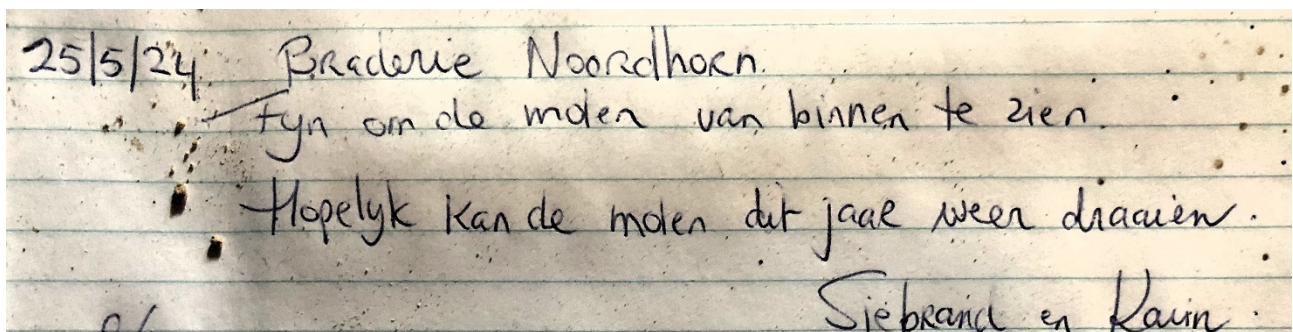 25/5/24 Braderie Noordhorn.
Fyn om de molen van binnen te zien.
Hopelyk kan de molen dit jaar weer draaien.
Siebrand en Karin.